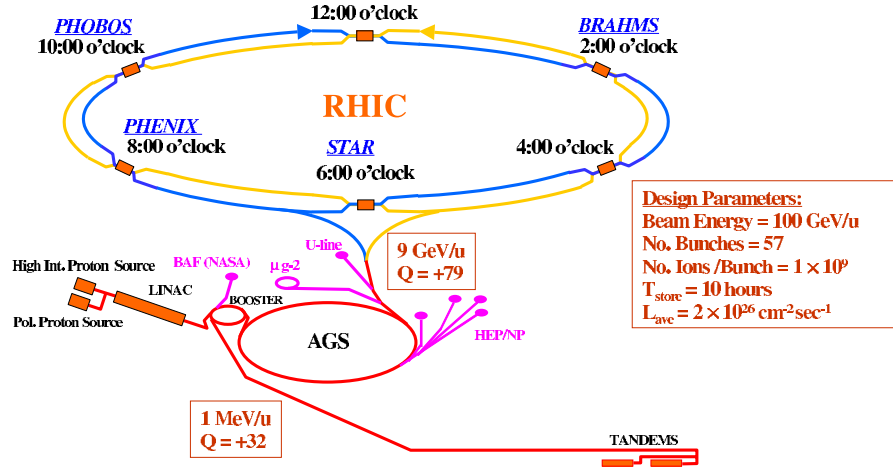 12:00 o'clock
PHOBOS
10:00 o'clock
BRAHMS
2:00 o'clock
RHIC
PHENIX
8:00 o'clock
STAR
6:00 o'clock
4:00 o'clock
Design Parameters:
Beam Energy = 100 GeV/u
No. Bunches = 57
No. Ions /Bunch = 1 × 10⁹
Tstore = 10 hours
Lave = 2 × 10²⁶ cm⁻² sec⁻¹
9 GeV/u
Q = +79
U-line
μ g-2
BAF (NASA)
High Int. Proton Source
LINAC
BOOSTER
Pol. Proton Source
AGS
HEP/NP
1 MeV/u
Q = +32
TANDEMS